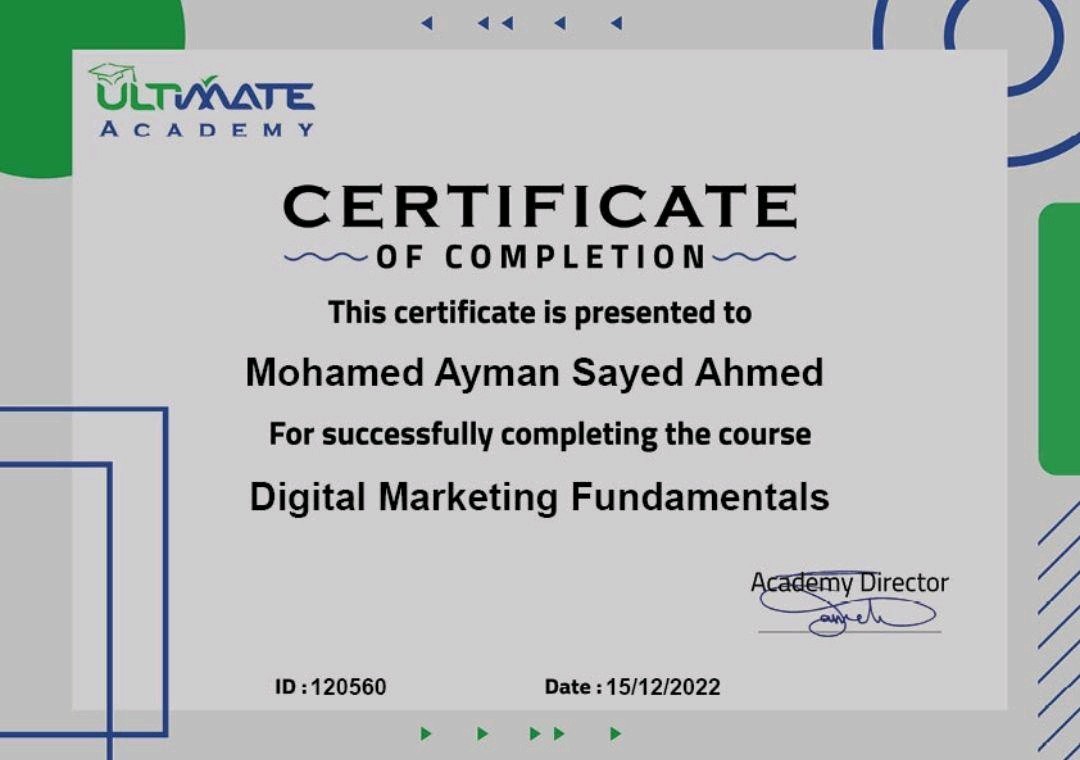 ULTIMATE
ACADEMY
CERTIFICATE
OF COMPLETION
This certificate is presented to
Mohamed Ayman Sayed Ahmed
For successfully completing the course
Digital Marketing Fundamentals
Academy Director
ID : 120560 Date : 15/12/2022